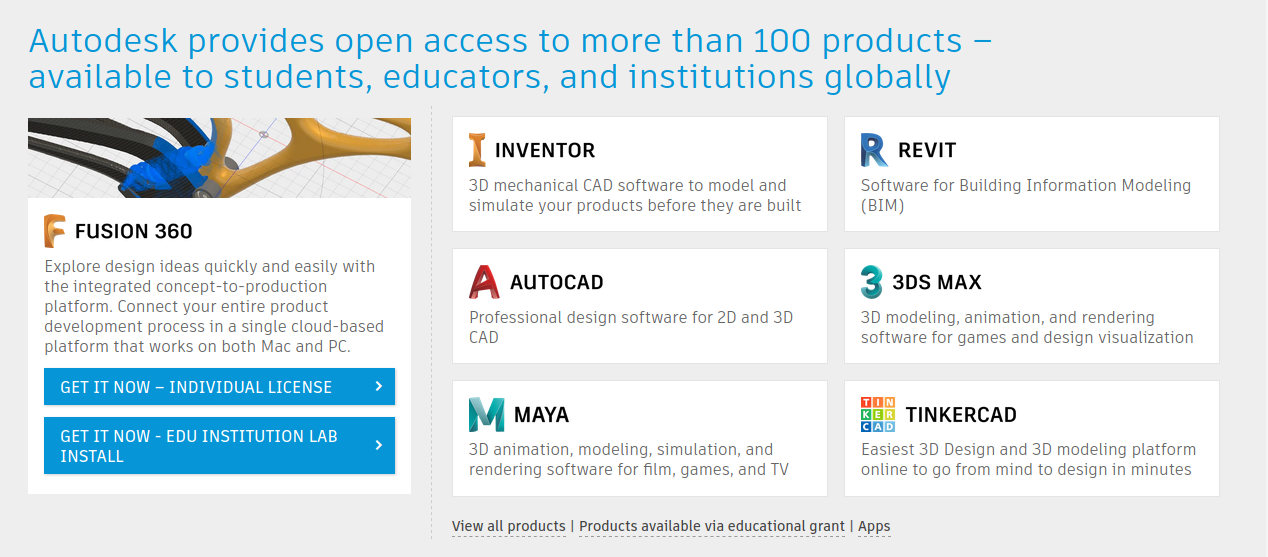 Autodesk provides open access to more than 100 products –
available to students, educators, and institutions globally
FUSION 360
Explore design ideas quickly and easily with
the integrated concept-to-production
platform. Connect your entire product
development process in a single cloud-based
platform that works on both Mac and PC.
GET IT NOW – INDIVIDUAL LICENSE
GET IT NOW - EDU INSTITUTION LAB
INSTALL
INVENTOR
3D mechanical CAD software to model and
simulate your products before they are built
REVIT
Software for Building Information Modeling
(BIM)
AUTOCAD
Professional design software for 2D and 3D
CAD
3DS MAX
3D modeling, animation, and rendering
software for games and design visualization
MAYA
3D animation, modeling, simulation, and
rendering software for film, games, and TV
TIN
KER
CAD
TINKERCAD
Easiest 3D Design and 3D modeling platform
online to go from mind to design in minutes
View all products | Products available via educational grant | Apps